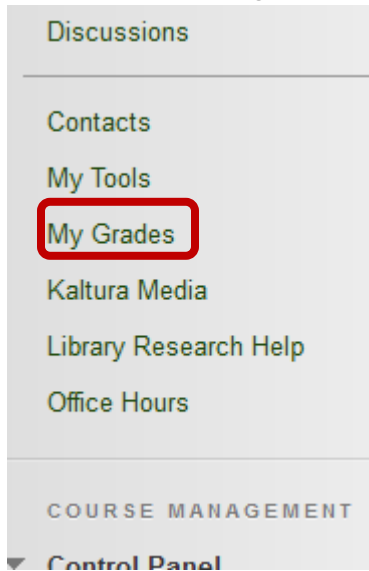 Discussions
Contacts
My Tools
My Grades
Kaltura Media
Library Research Help
Office Hours
COURSE MANAGEMENT
Control Panel